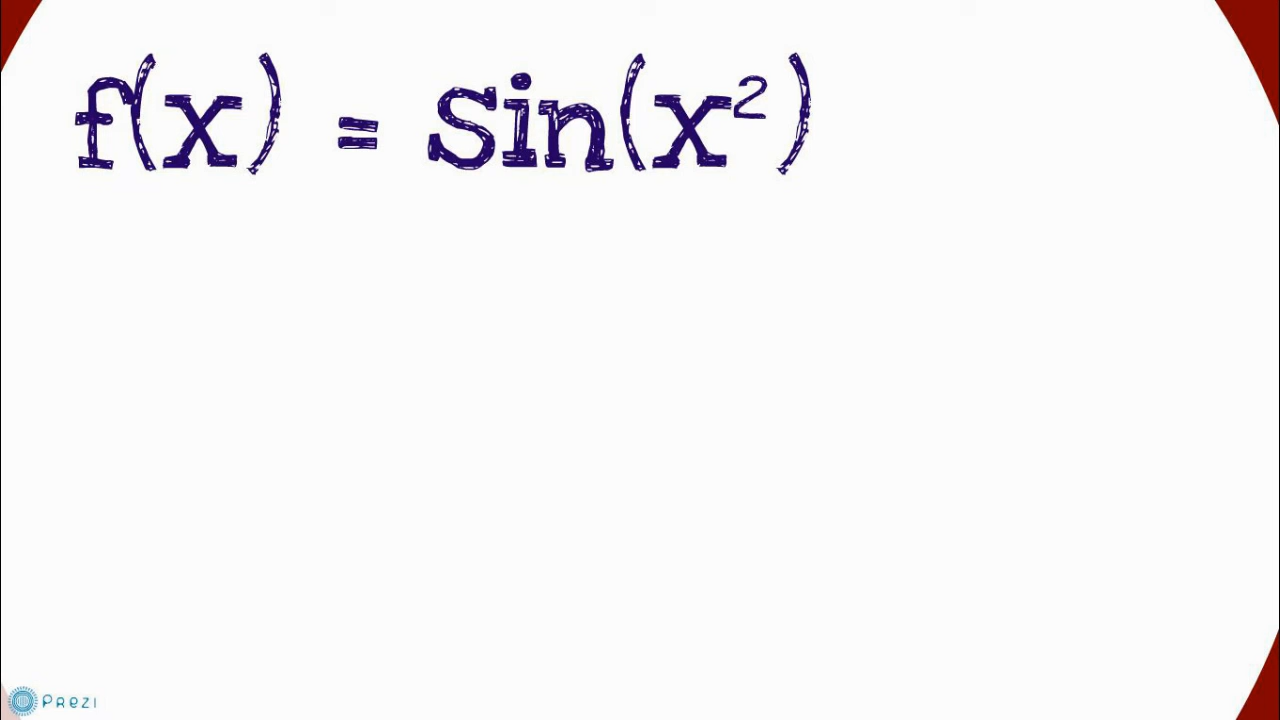 f(x) = Sin(x²)
Prezi